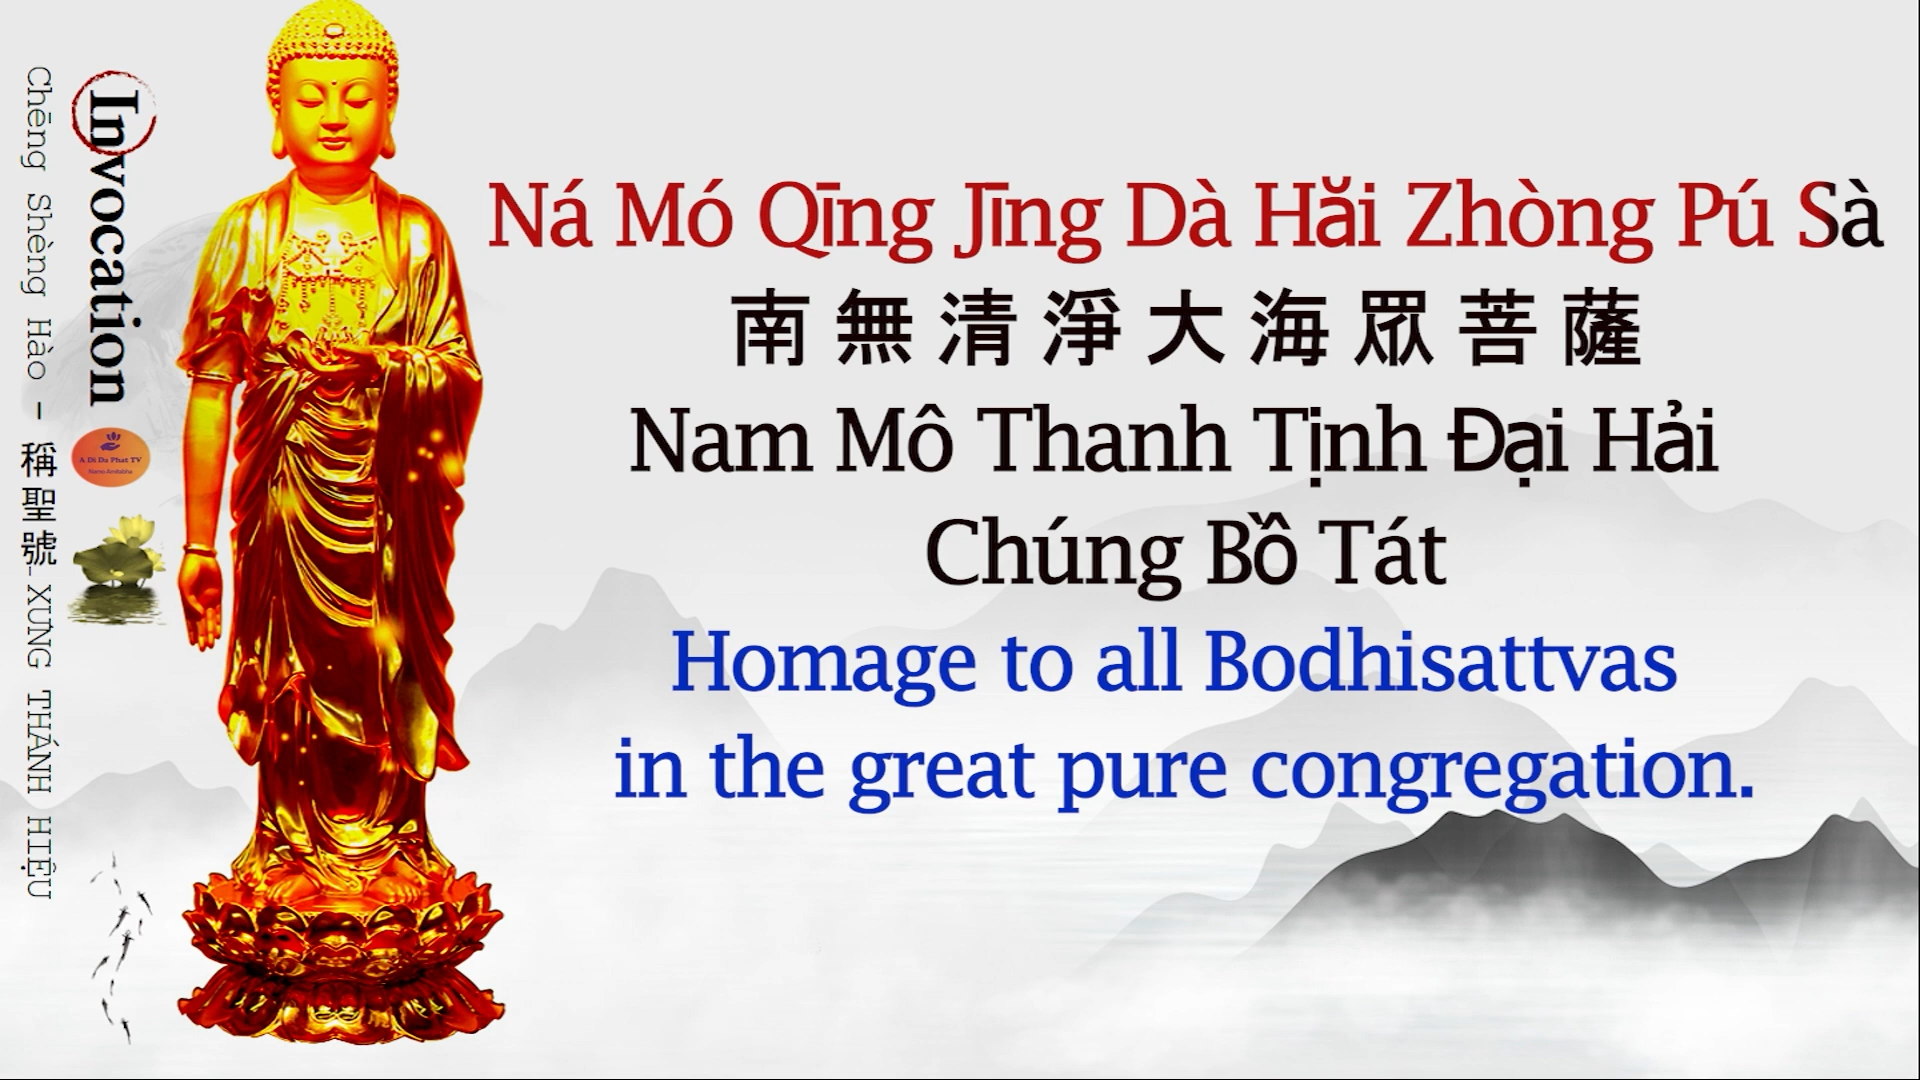 Chēng Shèng Hào - 稱聖號 - XƯNG THÁNH HIỆU
Invocation
A Di Da Phat TV
Namo Amitabha
Ná Mó Qīng Jīng Dà Hăi Zhòng Pú Sà
南無清淨大海眾菩薩
Nam Mô Thanh Tịnh Đại Hải
Chúng Bồ Tát
Homage to all Bodhisattvas
in the great pure congregation.